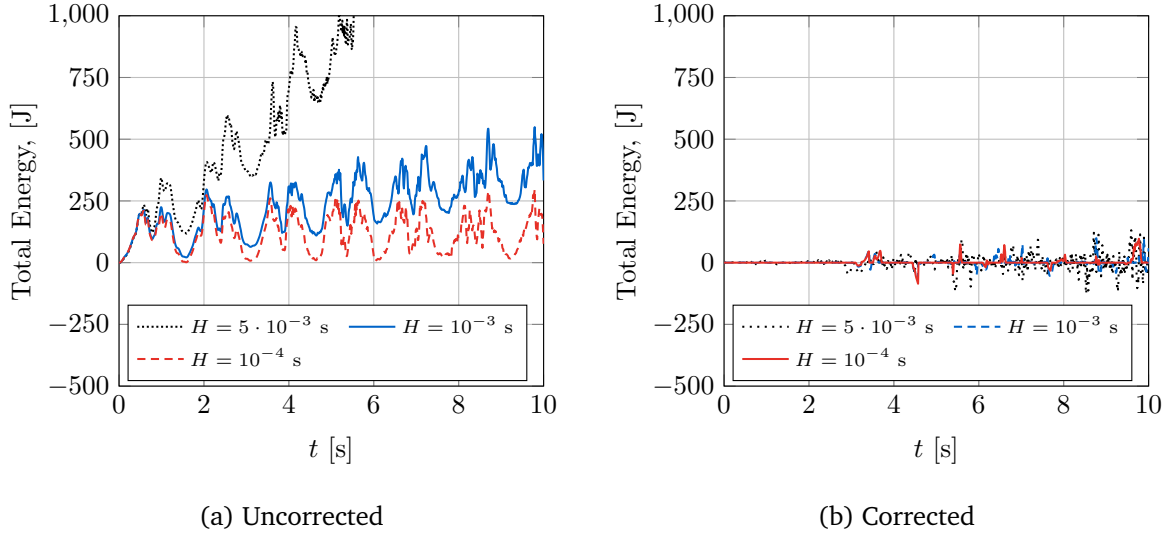 1,000
750
500
250
0
−250
−500
Total Energy, [J]
H = 5 · 10⁻³ s
H = 10⁻³ s
H = 10⁻⁴ s
0 2 4 6 8 10
t [s]
(a) Uncorrected
1,000
750
500
250
0
−250
−500
Total Energy, [J]
H = 5 · 10⁻³ s
H = 10⁻³ s
H = 10⁻⁴ s
0 2 4 6 8 10
t [s]
(b) Corrected